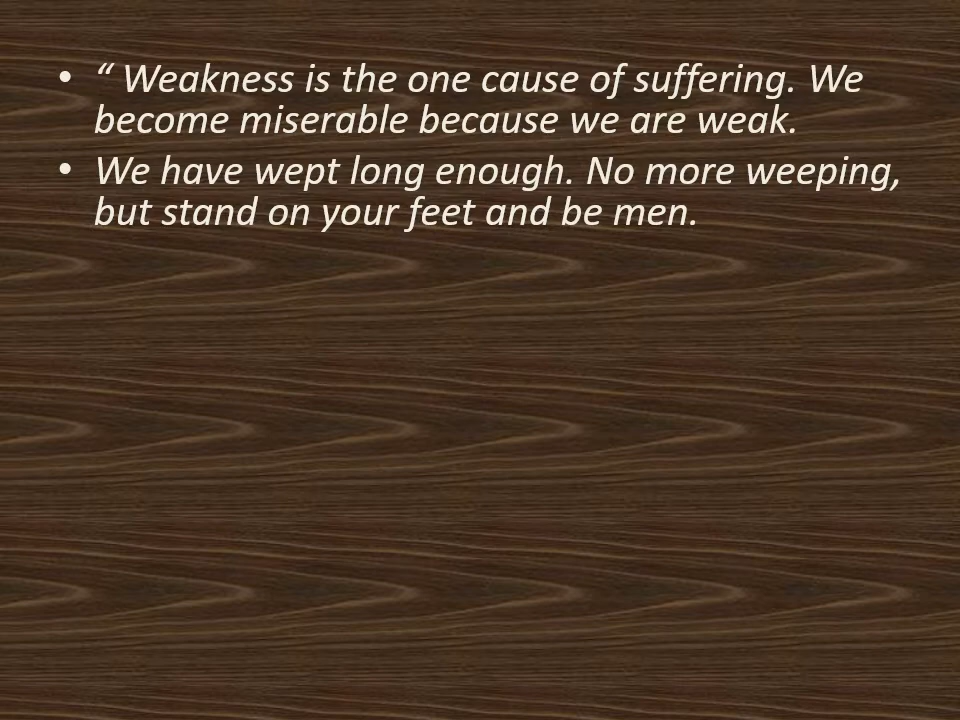 • “ Weakness is the one cause of suffering. We
become miserable because we are weak.
• We have wept long enough. No more weeping,
but stand on your feet and be men.